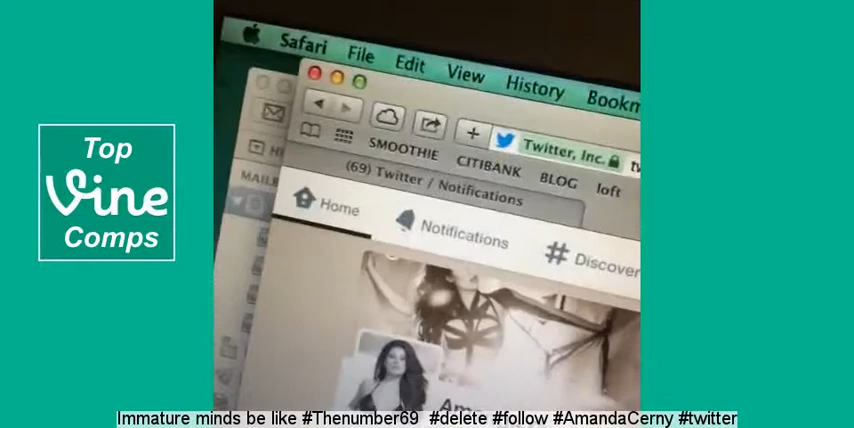 Safari File Edit View History Bookm
Twitter, Inc.
SMOOTHIE CITIBANK BLOG loft
(69) Twitter / Notifications
Home Notifications # Discover
Top
Vine
Comps
Immature minds be like #Thenumber69 #delete #follow #AmandaCerny #twitter